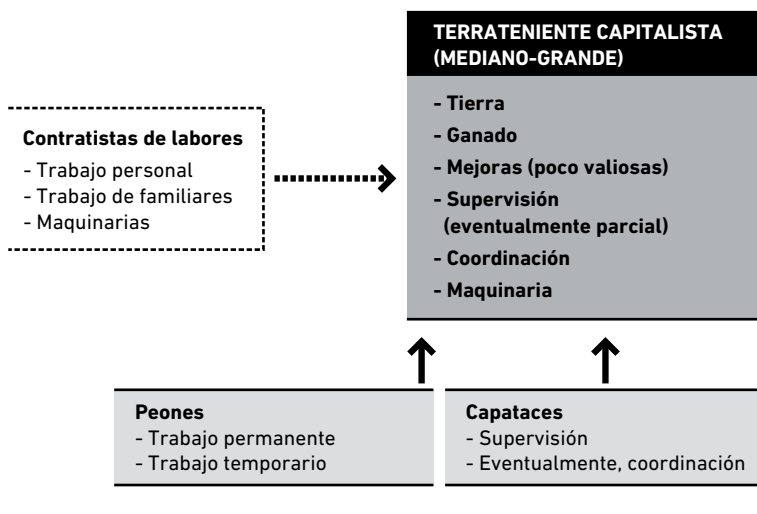 TERRATENIENTE CAPITALISTA
(MEDIANO-GRANDE)
- Tierra
- Ganado
- Mejoras (poco valiosas)
- Supervisión
(eventualmente parcial)
- Coordinación
- Maquinaria
Contratistas de labores
- Trabajo personal
- Trabajo de familiares
- Maquinarias
Peones
- Trabajo permanente
- Trabajo temporario
Capataces
- Supervisión
- Eventualmente, coordinación